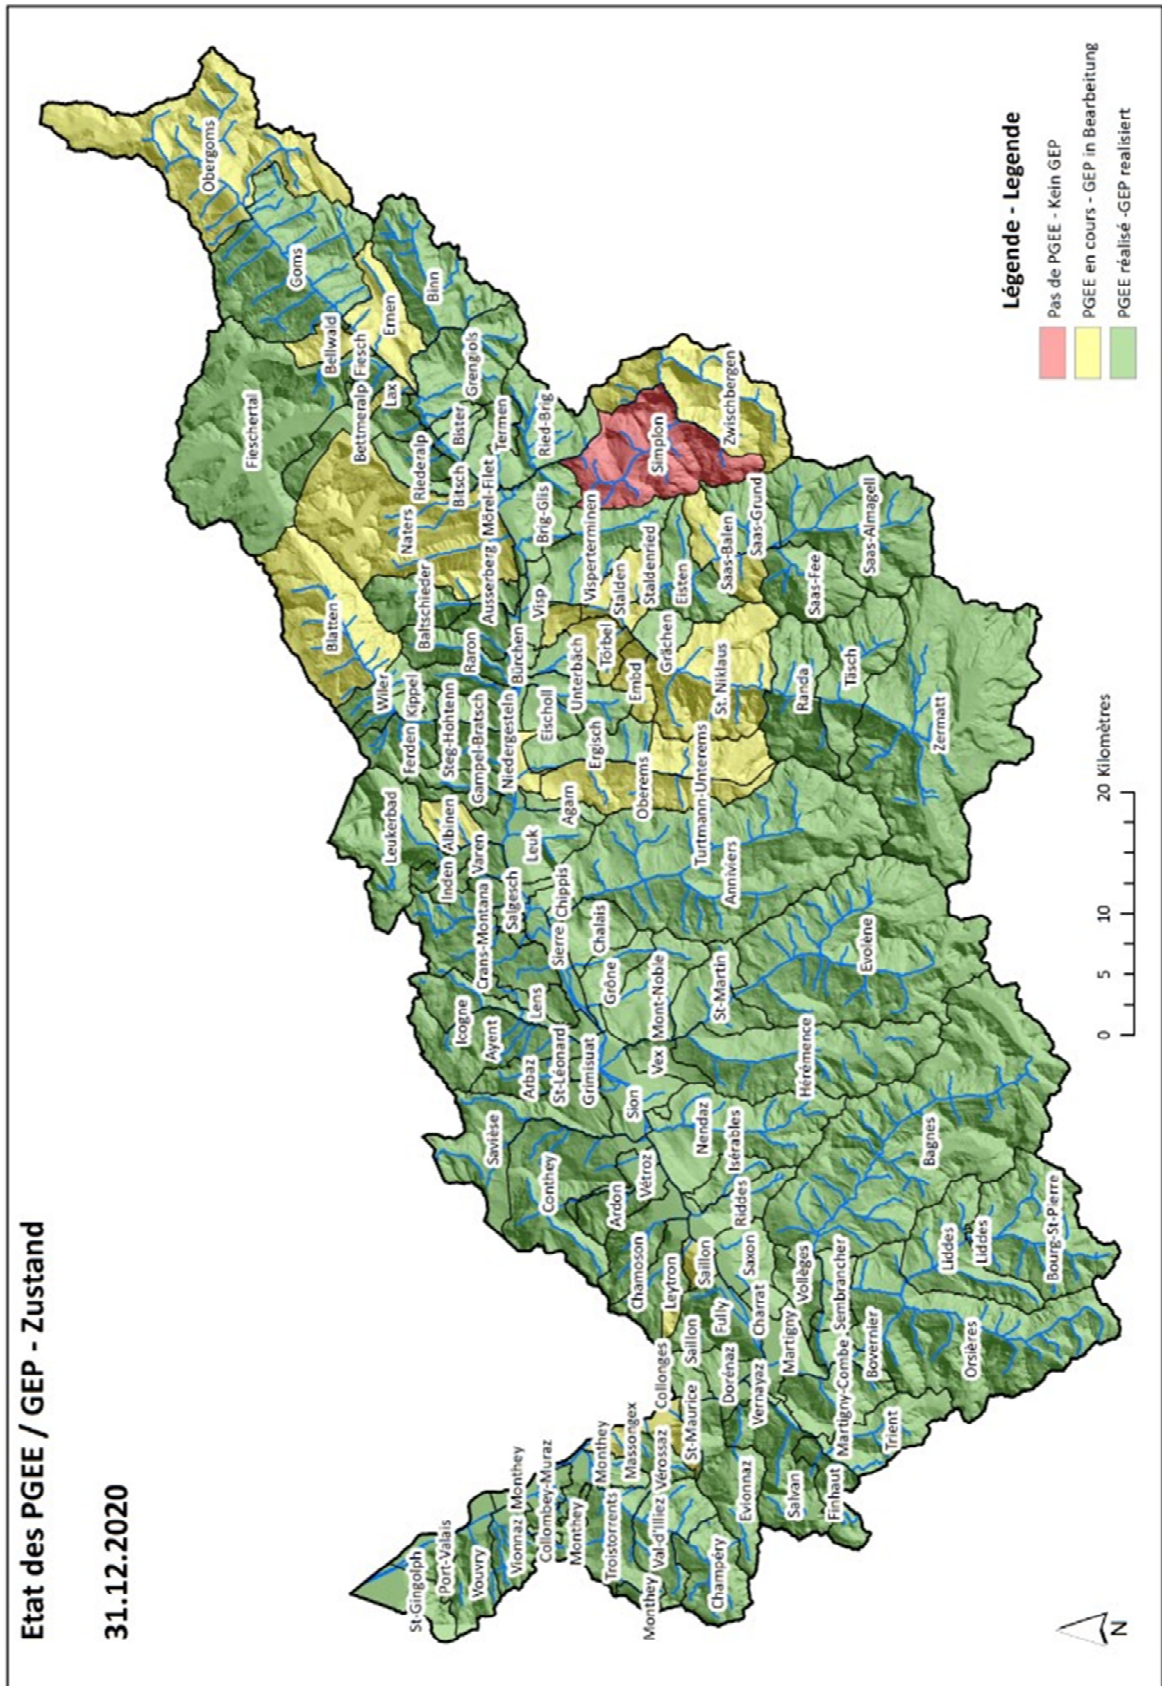 Etat des PGEE / GEP - Zustand
31.12.2020
St-Gingolph
Port-Valais
Vouvry
Vionnaz
Monthey
Collombey-Muraz
Monthey
Monthey
Troistorrents
Massongex
Monthey
Val-d'Illiez
Vérossaz
Champéry
St-Maurice
Collonges
Evionnaz
Dorénaz
Vernayaz
Salvan
Finhaut
Trient
Martigny-Combe
Martigny
Bovernier
Sembrancher
Vollèges
Charrat
Fully
Saillon
Saillon
Saxon
Leytron
Chamoson
Riddes
Ardon
Vétroz
Conthey
Savièse
Isérables
Nendaz
Orsières
Liddes
Liddes
Bourg-St-Pierre
Bagnes
Sion
Arbaz
Ayent
Icogne
St-Léonard
Grimisuat
Lens
Vex
Hérémence
Evolène
St-Martin
Mont-Noble
Grône
Chalais
Sierre
Chippis
Crans-Montana
Salgesch
Varen
Inden
Albinen
Leukerbad
Leuk
Agarn
Anniviers
Turtmann-Unterems
Oberems
Ergisch
Eischoll
Unterbach
Niedergesteln
Gampel-Bratsch
Steg-Hohtenn
Ferden
Kippel
Wiler
Blatten
Raron
Bürchen
Baltschieder
Ausserberg
Visp
Törbel
Embd
Stalden
Staldenried
Visperterminen
Grächen
St. Niklaus
Eisten
Saas-Balen
Saas-Grund
Saas-Fee
Saas-Almagell
Randa
Täsch
Zermatt
Naters
Brig-Glis
Mörel-Filet
Bitsch
Riederalp
Bister
Termen
Ried-Brig
Simplon
Zwischbergen
Bettmeralp
Lax
Grengiols
Fiesch
Fieschertal
Bellwald
Ernen
Binn
Goms
Obergoms
0
5
10
20 Kilomètres
N
Légende - Legende
Pas de PGEE - Kein GEP
PGEE en cours - GEP in Bearbeitung
PGEE réalisé -GEP realisiert